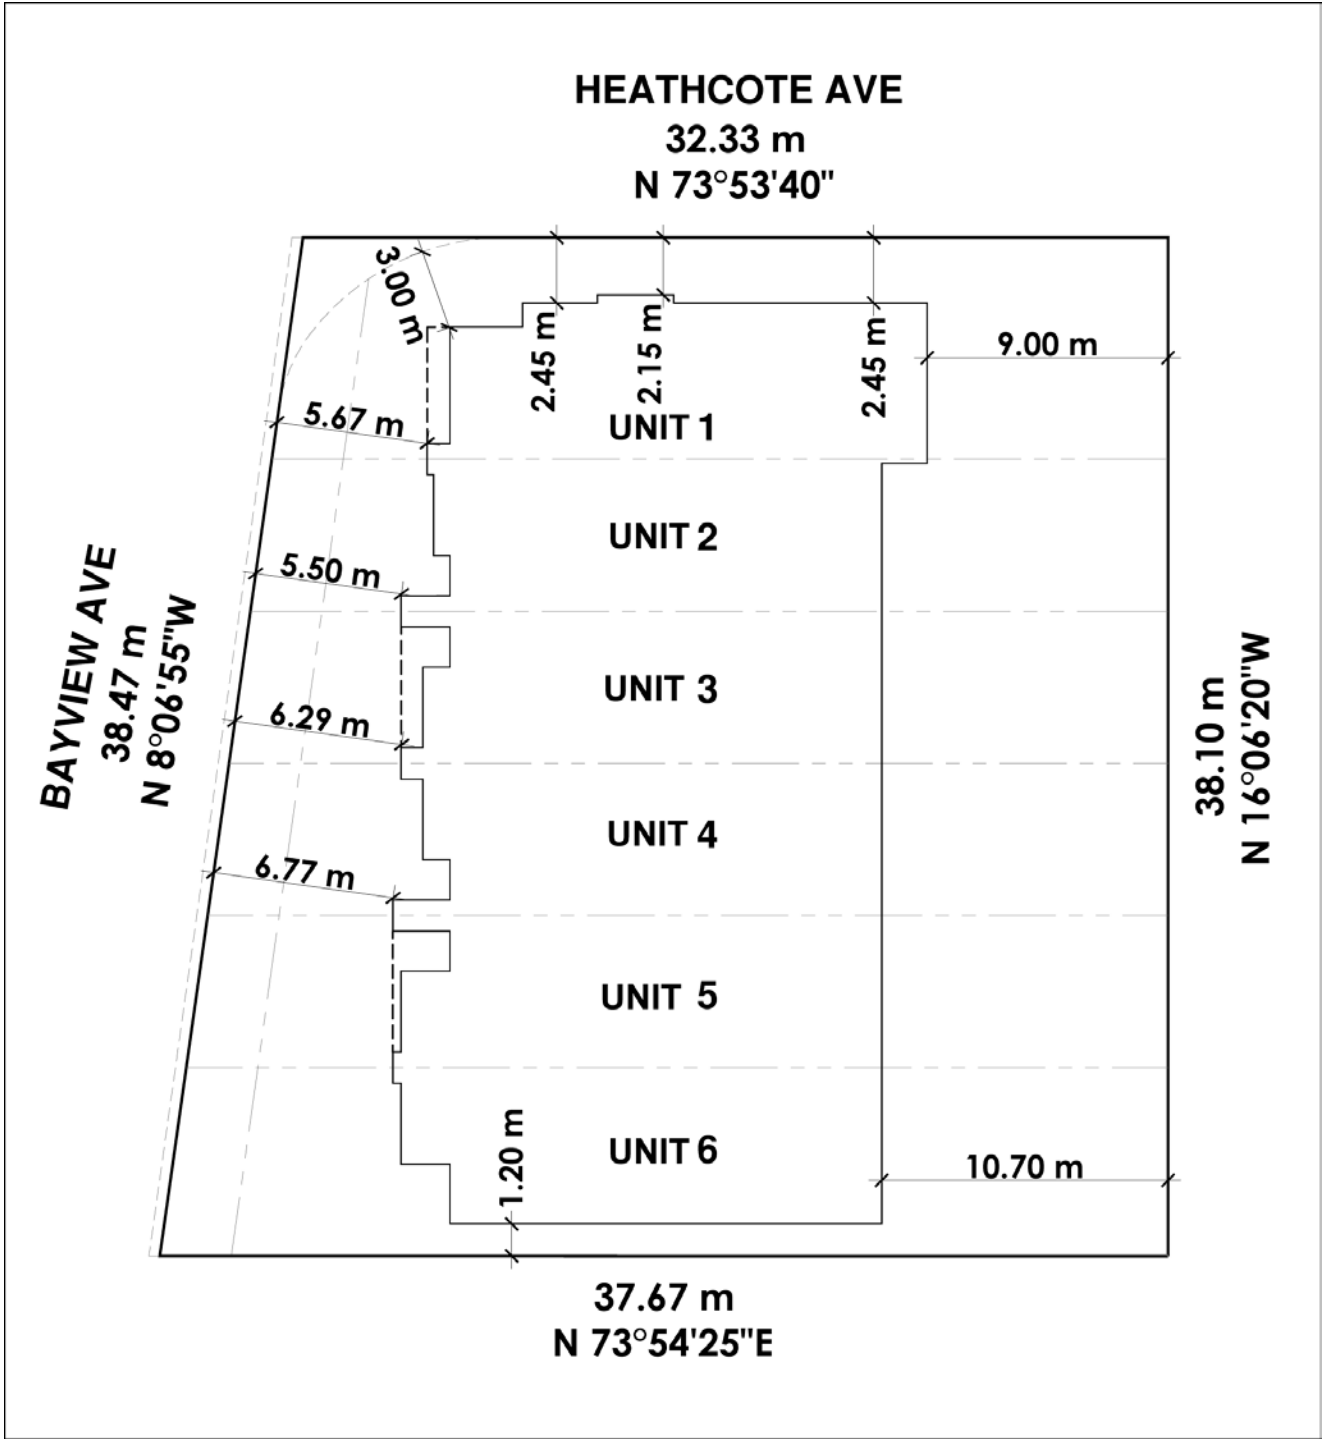 HEATHCOTE AVE
32.33 m
N 73°53'40"
3.00 m
2.45 m
2.15 m
2.45 m
9.00 m
5.67 m
UNIT 1
UNIT 2
5.50 m
BAYVIEW AVE
38.47 m
N 8°06'55"W
UNIT 3
6.29 m
38.10 m
N 16°06'20"W
UNIT 4
6.77 m
UNIT 5
1.20 m
UNIT 6
10.70 m
37.67 m
N 73°54'25"E